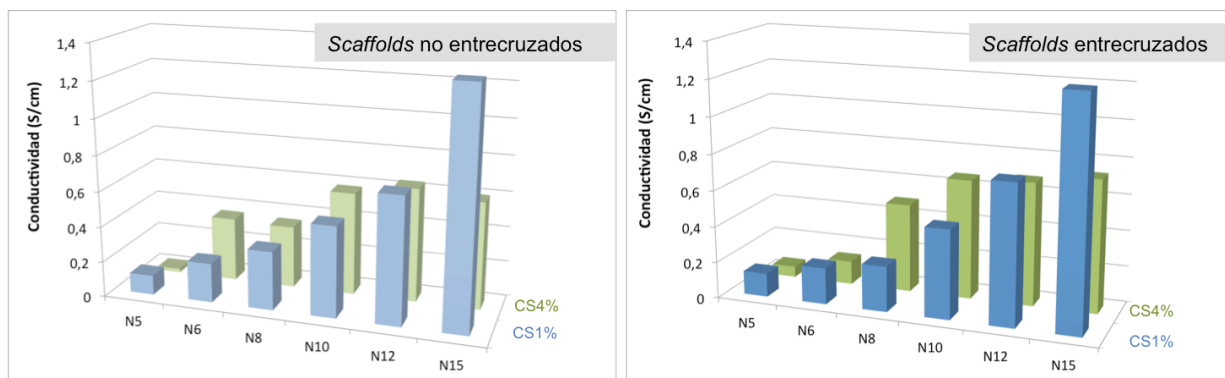 Scaffolds no entrecruzados
Conductividad (S/cm)
1,4
1,2
1
0,8
0,6
0,4
0,2
0
N5
N6
N8
N10
N12
N15
CS4%
CS1%
Scaffolds entrecruzados
Conductividad (S/cm)
1,4
1,2
1
0,8
0,6
0,4
0,2
0
N5
N6
N8
N10
N12
N15
CS4%
CS1%